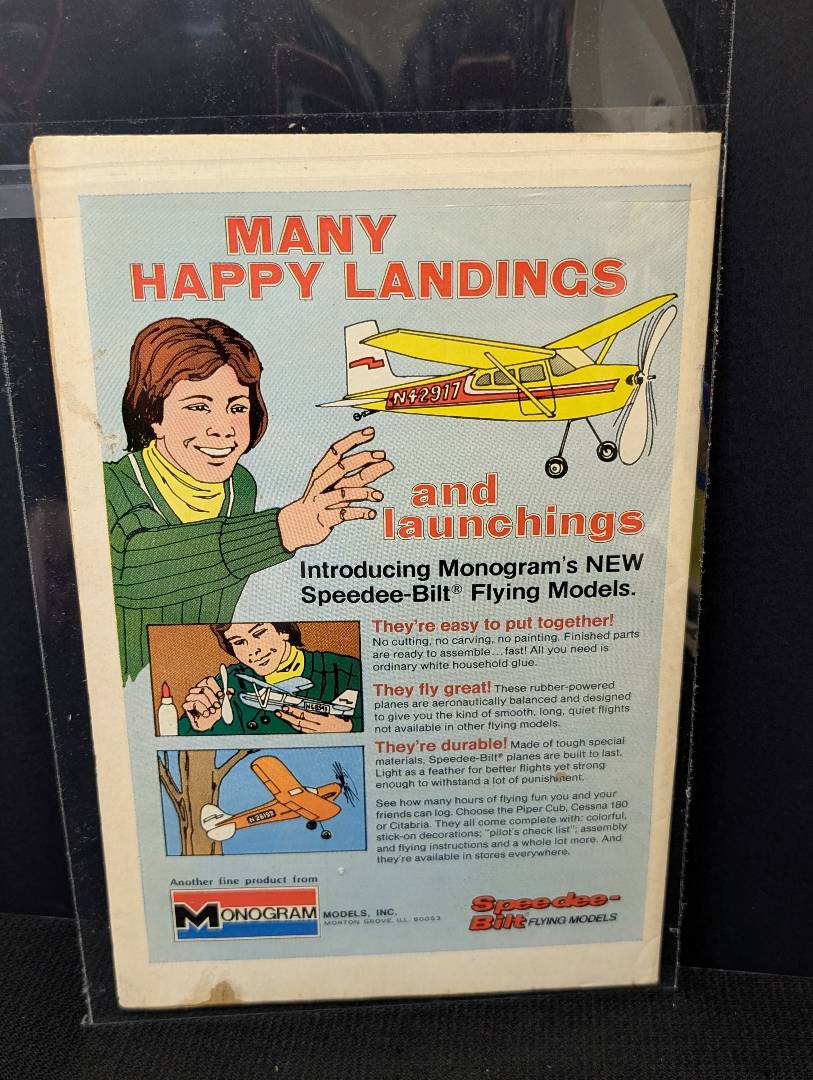 MANY
HAPPY LANDINGS
N42917
and
launchings
Introducing Monogram's NEW
Speedee-Bilt® Flying Models.
They're easy to put together!
No cutting, no carving, no painting. Finished parts
are ready to assemble...fast! All you need is
ordinary white household glue.
They fly great! These rubber-powered
planes are aeronautically balanced and designed
to give you the kind of smooth, long, quiet flights
not available in other flying models.
They're durable! Made of tough special
materials, Speedee-Bilt® planes are built to last.
Light as a feather for better flights yet strong
enough to withstand a lot of punishment.
See how many hours of flying fun you and your
friends can log. Choose the Piper Cub, Cessna 180
or Citabria. They all come complete with: colorful,
stick-on decorations; "pilot's check list"; assembly
and flying instructions and a whole lot more. And
they're available in stores everywhere.
Another fine product from
MONOGRAM MODELS, INC.
MORTON GROVE, ILL. 60053
Speedee-
Bilt® FLYING MODELS